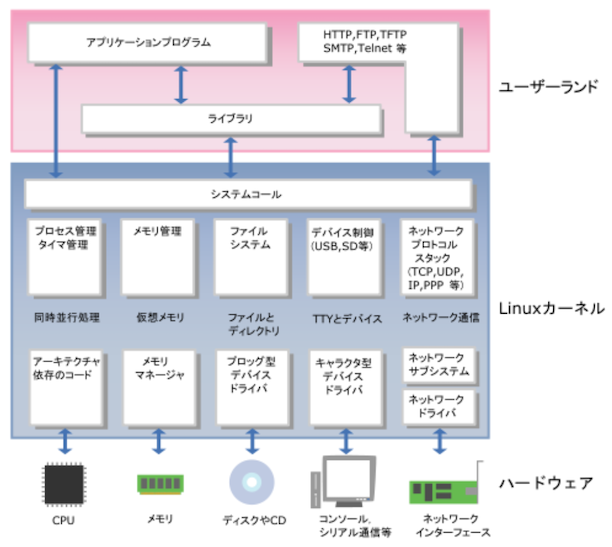 アプリケーションプログラム
HTTP,FTP,TFTP
SMTP,Telnet 等
ライブラリ
ユーザーランド
システムコール
プロセス管理
タイマ管理
メモリ管理
ファイル
システム
デバイス制御
(USB,SD等)
ネットワーク
プロトコル
スタック
(TCP,UDP,
IP,PPP 等)
同時並行処理
仮想メモリ
ファイルと
ディレクトリ
TTYとデバイス
ネットワーク通信
Linuxカーネル
アーキテクチャ
依存のコード
メモリ
マネージャ
ブロッグ型
デバイス
ドライバ
キャラクタ型
デバイス
ドライバ
ネットワーク
サブシステム
ネットワーク
ドライバ
ハードウェア
CPU
メモリ
ディスクやCD
コンソール,
シリアル通信等
ネットワーク
インターフェース